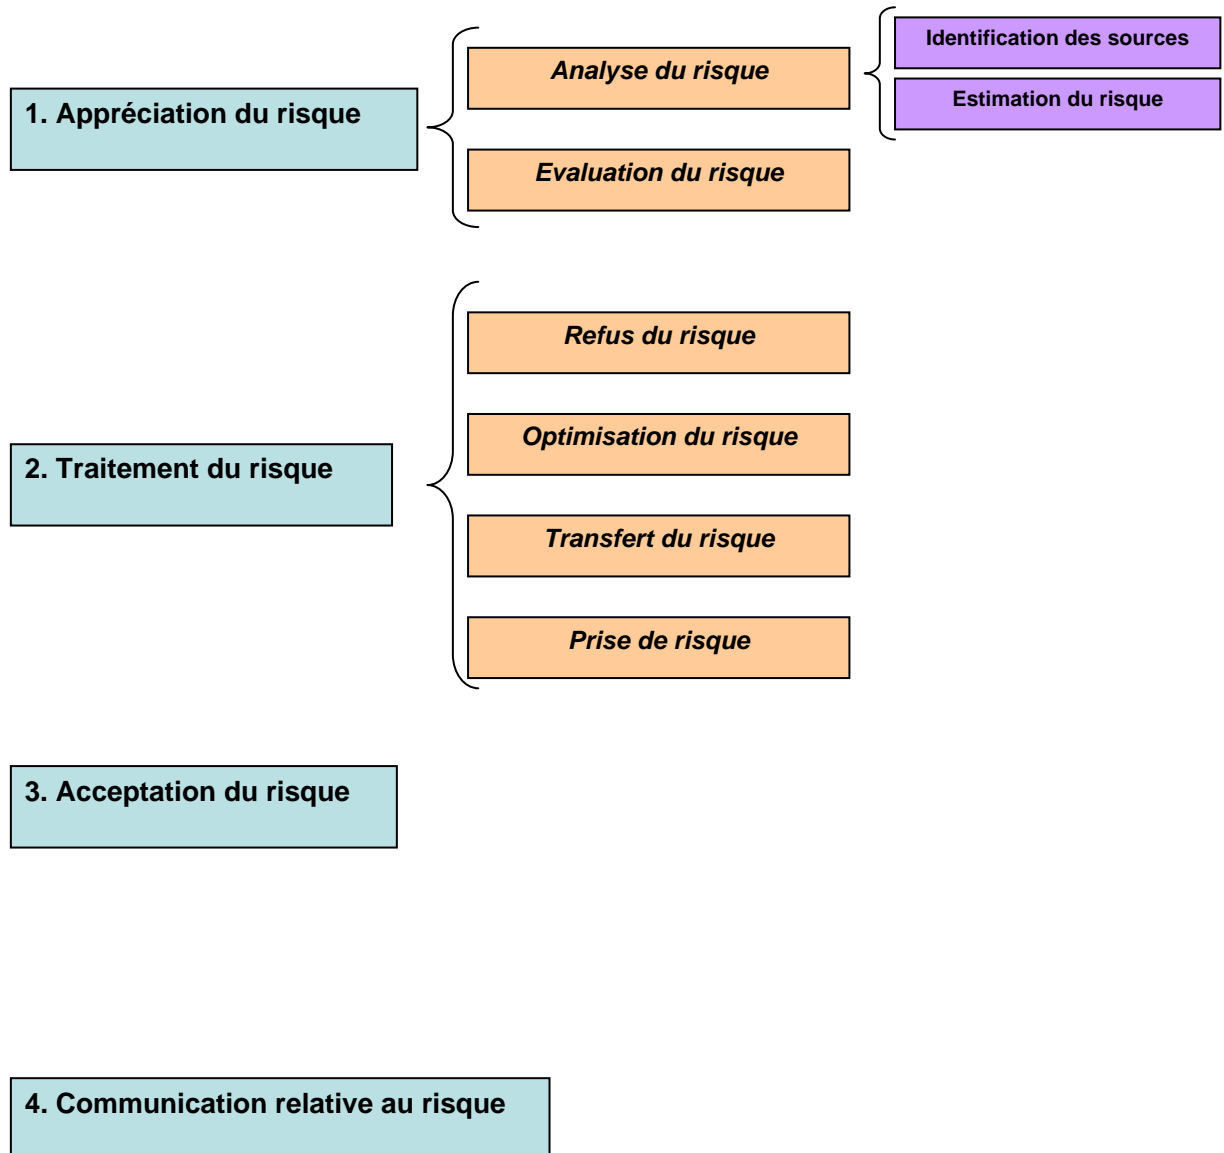 1. Appréciation du risque
Analyse du risque
Identification des sources
Estimation du risque
Evaluation du risque
2. Traitement du risque
Refus du risque
Optimisation du risque
Transfert du risque
Prise de risque
3. Acceptation du risque
4. Communication relative au risque